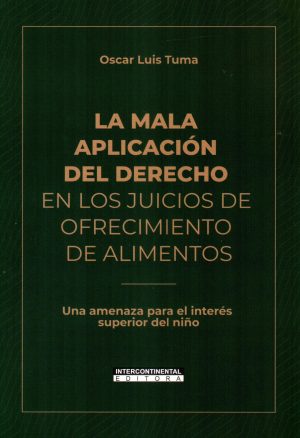 Oscar Luis Tuma
LA MALA
APLICACIÓN
DEL DERECHO
EN LOS JUICIOS DE
OFRECIMIENTO
DE ALIMENTOS
Una amenaza para el interés
superior del niño
INTERCONTINENTAL
EDITORA